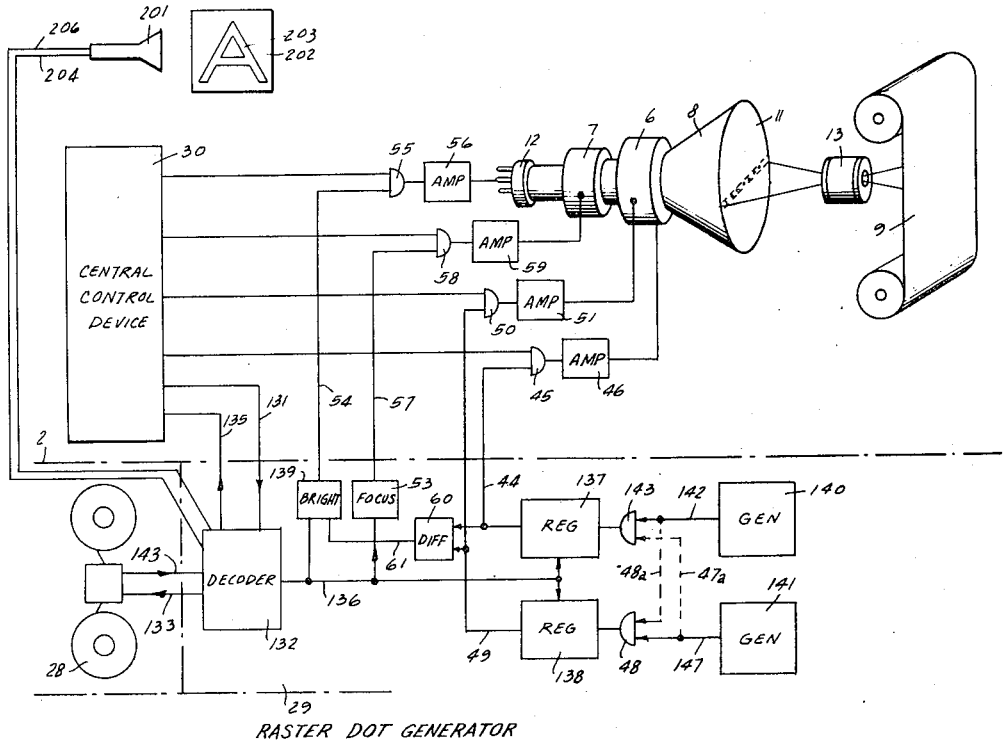 206
201
204
A
203
202
30
55
56
AMP
12
7
6
8
11
13
9
58
AMP
59
CENTRAL
CONTROL
DEVICE
50
AMP
51
45
AMP
46
135
131
54
57
2
139
BRIGHT
53
FOCUS
60
DIFF
61
44
137
REG
143
142
140
GEN
48a
47a
141
GEN
143
133
DECODER
132
136
49
REG
138
48
147
28
29
RASTER DOT GENERATOR